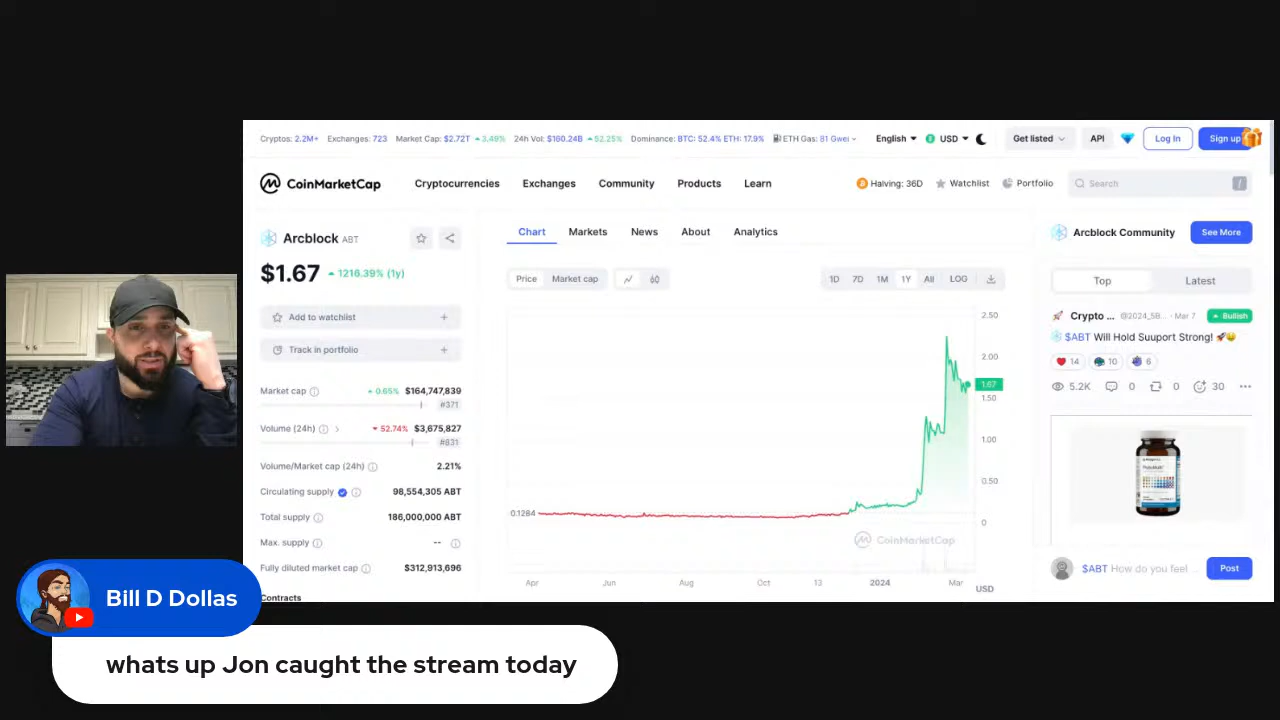 Cryptos: 2.2M+ Exchanges: 723 Market Cap: $2.72T 3.49% 24h Vol: $160.24B 52.25% Dominance: BTC: 52.4% ETH: 17.9% ETH Gas: 81 Gwei English USD Get listed API Log In Sign up
CoinMarketCap Cryptocurrencies Exchanges Community Products Learn Halving: 36D Watchlist Portfolio Search /
Arcblock ABT
$1.67 1216.39% (1y)
Add to watchlist +
Track in portfolio +
Market cap 0.65% $164,747,839
#371
Volume (24h) 52.74% $3,675,827
#631
Volume/Market cap (24h) 2.21%
Circulating supply 98,554,305 ABT
Total supply 186,000,000 ABT
Max. supply --
Fully diluted market cap $312,913,696
Contracts
Chart Markets News About Analytics
Price Market cap 1D 7D 1M 1Y All LOG
2.50
2.00
1.67
1.50
1.00
0.50
0.1284
0
CoinMarketCap
Apr Jun Aug Oct 13 2024 Mar
USD
Arcblock Community See More
Top Latest
Crypto ... @2024_5B... · Mar 7 Bullish
$ABT Will Hold Suuport Strong!
14 10 6
5.2K 0 0 30 ...
$ABT How do you feel ... Post
Bill D Dollas
whats up Jon caught the stream today